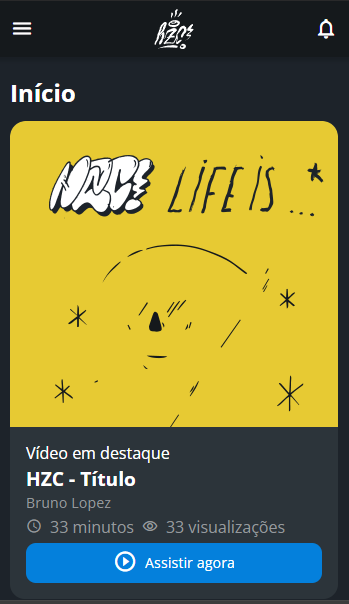 HZC!
Início
HZC!
LIFE IS ...
Vídeo em destaque
HZC - Título
Bruno Lopez
33 minutos 33 visualizações
Assistir agora